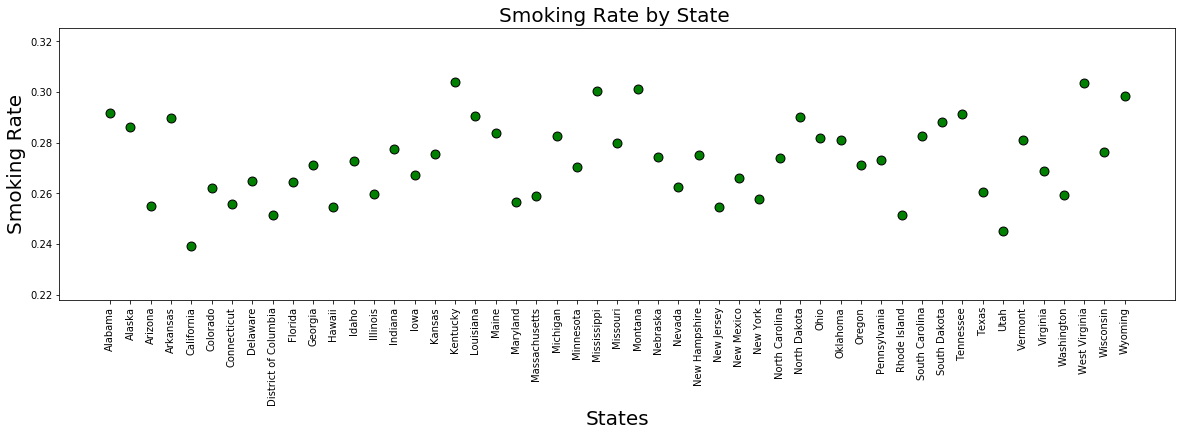 Smoking Rate by State
Smoking Rate
0.32
0.30
0.28
0.26
0.24
0.22
Alabama
Alaska
Arizona
Arkansas
California
Colorado
Connecticut
Delaware
District of Columbia
Florida
Georgia
Hawaii
Idaho
Illinois
Indiana
Iowa
Kansas
Kentucky
Louisiana
Maine
Maryland
Massachusetts
Michigan
Minnesota
Mississippi
Missouri
Montana
Nebraska
Nevada
New Hampshire
New Jersey
New Mexico
New York
North Carolina
North Dakota
Ohio
Oklahoma
Oregon
Pennsylvania
Rhode Island
South Carolina
South Dakota
Tennessee
Texas
Utah
Vermont
Virginia
Washington
West Virginia
Wisconsin
Wyoming
States